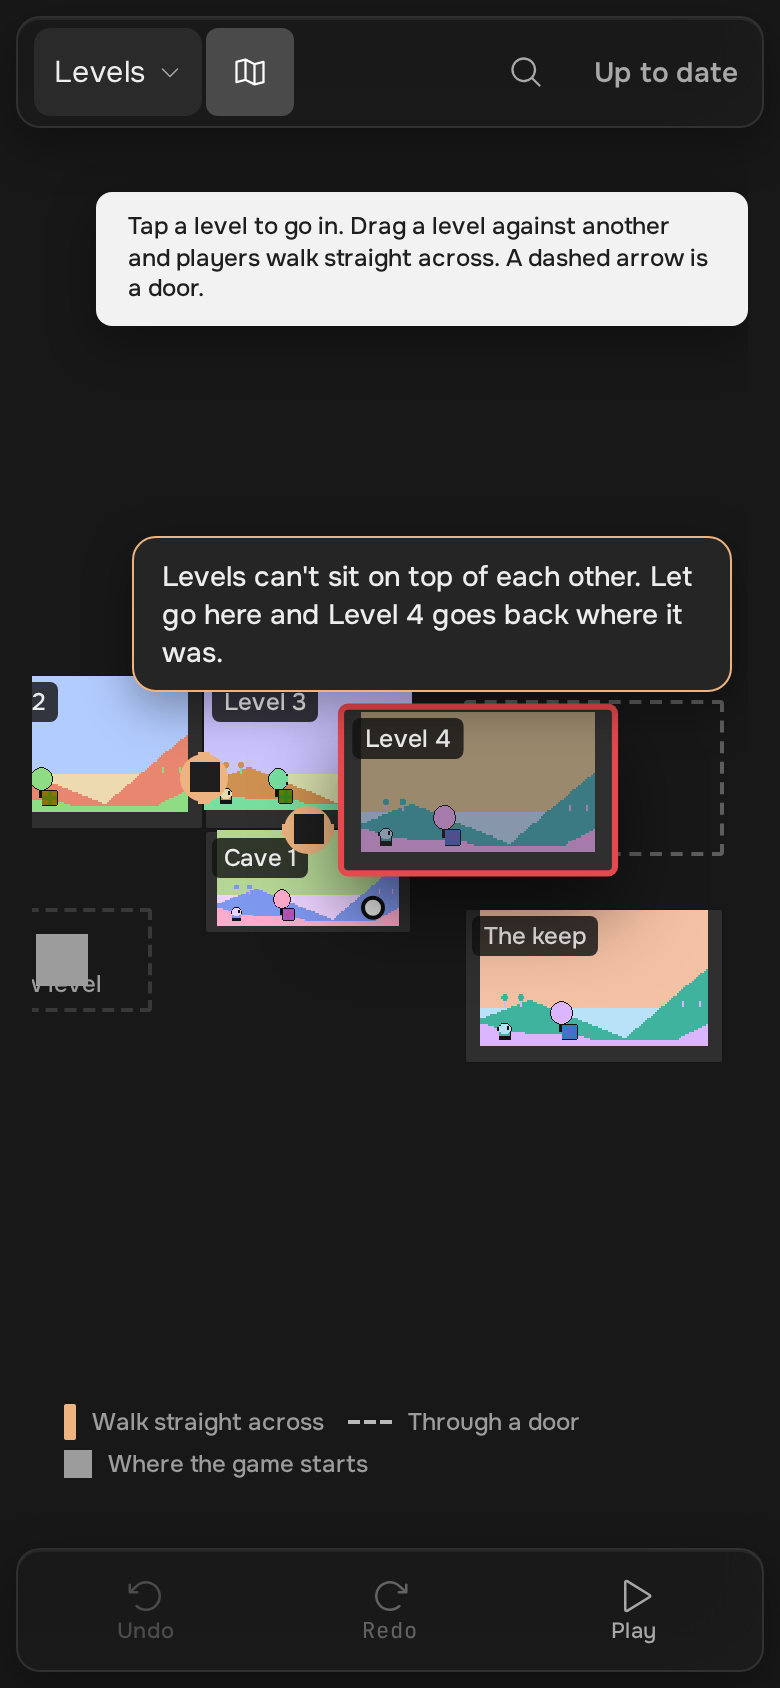 Levels
Up to date
Tap a level to go in. Drag a level against another
and players walk straight across. A dashed arrow is
a door.
Levels can't sit on top of each other. Let
go here and Level 4 goes back where it
was.
2
Level 3
Level 4
Cave 1
level
The keep
Walk straight across
Through a door
Where the game starts
Undo
Redo
Play